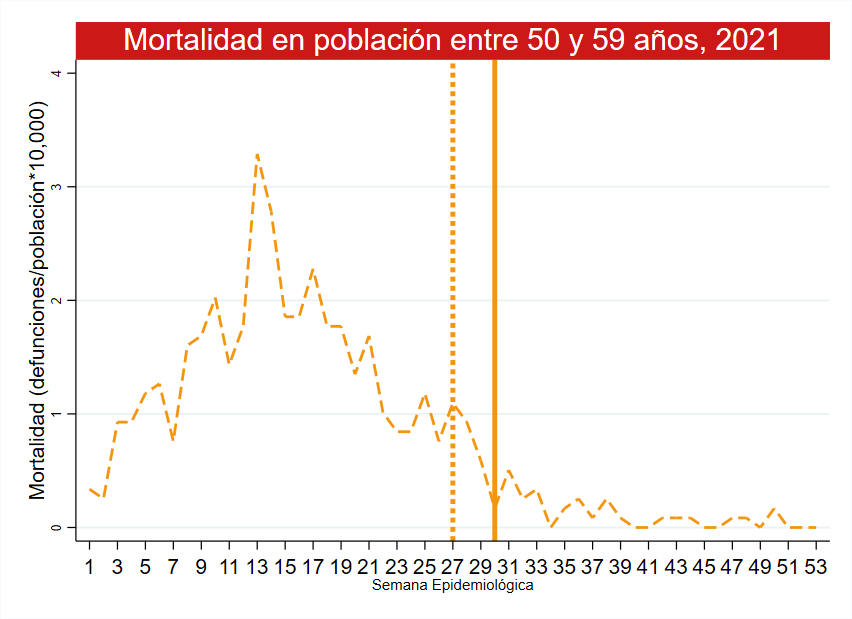 Mortalidad en población entre 50 y 59 años, 2021
Mortalidad (defunciones/población*10,000)
4
3
2
1
0
1 3 5 7 9 11 13 15 17 19 21 23 25 27 29 31 33 35 37 39 41 43 45 47 49 51 53
Semana Epidemiológica